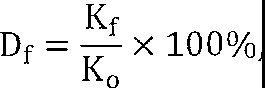 D_f = K_f / K_o × 100%,